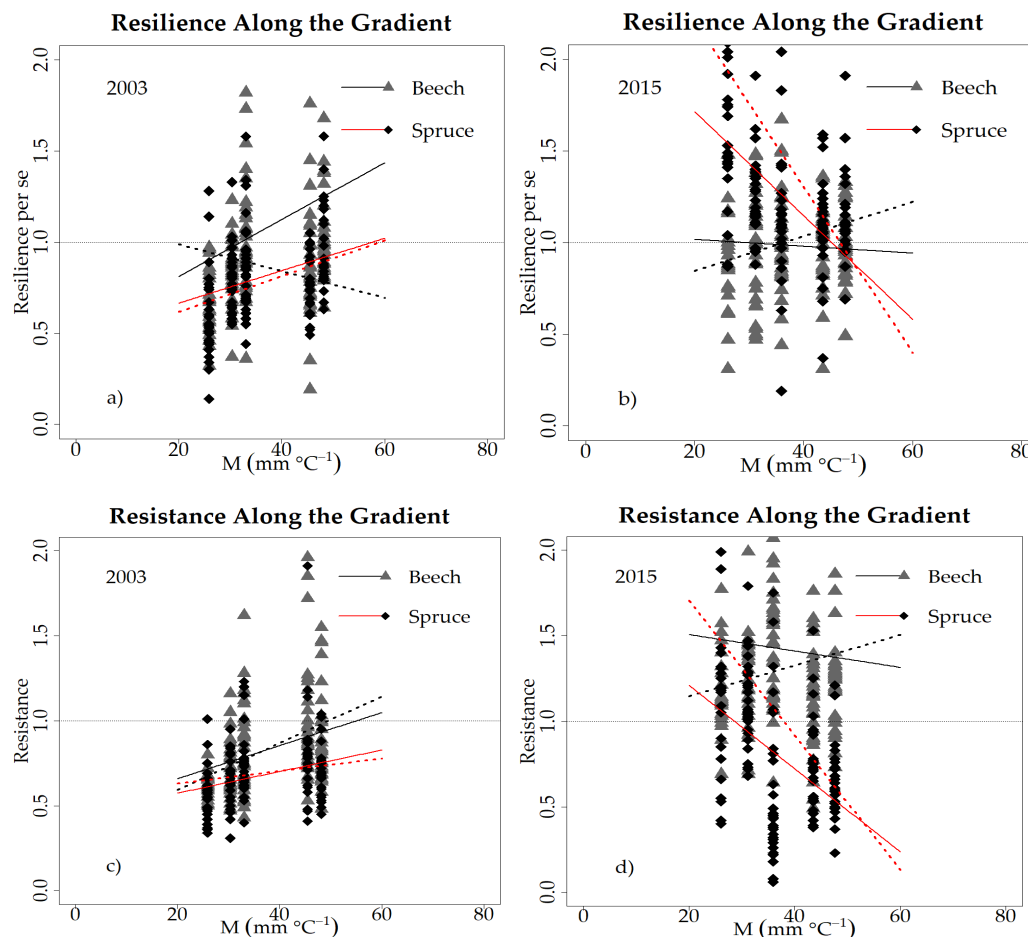 Resilience Along the Gradient
Resilience per se
2.0
1.5
1.0
0.5
0.0
2003
Beech
Spruce
a)
0
20
40
60
80
M (mm °C⁻¹)
Resilience Along the Gradient
Resilience per se
2.0
1.5
1.0
0.5
0.0
2015
Beech
Spruce
b)
0
20
40
60
80
M (mm °C⁻¹)
Resistance Along the Gradient
Resistance
2.0
1.5
1.0
0.5
0.0
2003
Beech
Spruce
c)
0
20
40
60
80
M (mm °C⁻¹)
Resistance Along the Gradient
Resistance
2.0
1.5
1.0
0.5
0.0
2015
Beech
Spruce
d)
0
20
40
60
80
M (mm °C⁻¹)